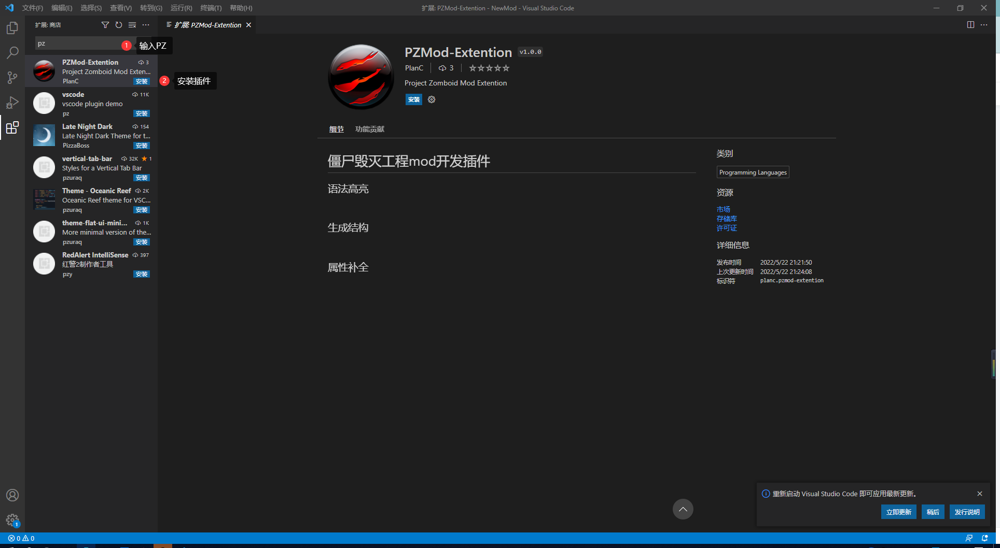 文件(F) 编辑(E) 选择(S) 查看(V) 转到(G) 运行(R) 终端(T) 帮助(H)
扩展: PZMod-Extention - NewMod - Visual Studio Code
扩展: 商店
pz
1 输入PZ
PZMod-Extention 3
Project Zomboid Mod Exten...
PlanC 安装
2 安装插件
vscode 11K
vscode plugin demo
pz 安装
Late Night Dark 154
Late Night Dark Theme for t...
PizzaBoss 安装
vertical-tab-bar 32K 1
Styles for a Vertical Tab Bar
pzuraq 安装
Theme - Oceanic Reef 2K
Oceanic Reef theme for VSC...
pzuraq 安装
theme-flat-ui-mini... 1K
More minimal version of the...
pzuraq 安装
RedAlert IntelliSense 397
红警2制作者工具
pzy 安装
扩展: PZMod-Extention
PZMod-Extention v1.0.0
PlanC 3
Project Zomboid Mod Extention
安装
细节 功能贡献
僵尸毁灭工程mod开发插件
语法高亮
生成结构
属性补全
类别
Programming Languages
资源
市场
存储库
许可证
详细信息
发布时间 2022/5/22 21:21:50
上次更新时间 2022/5/22 21:24:08
标识符 planc.pzmod-extention
重新启动 Visual Studio Code 即可应用最新更新。
立即更新 稍后 发行说明
1
0 0